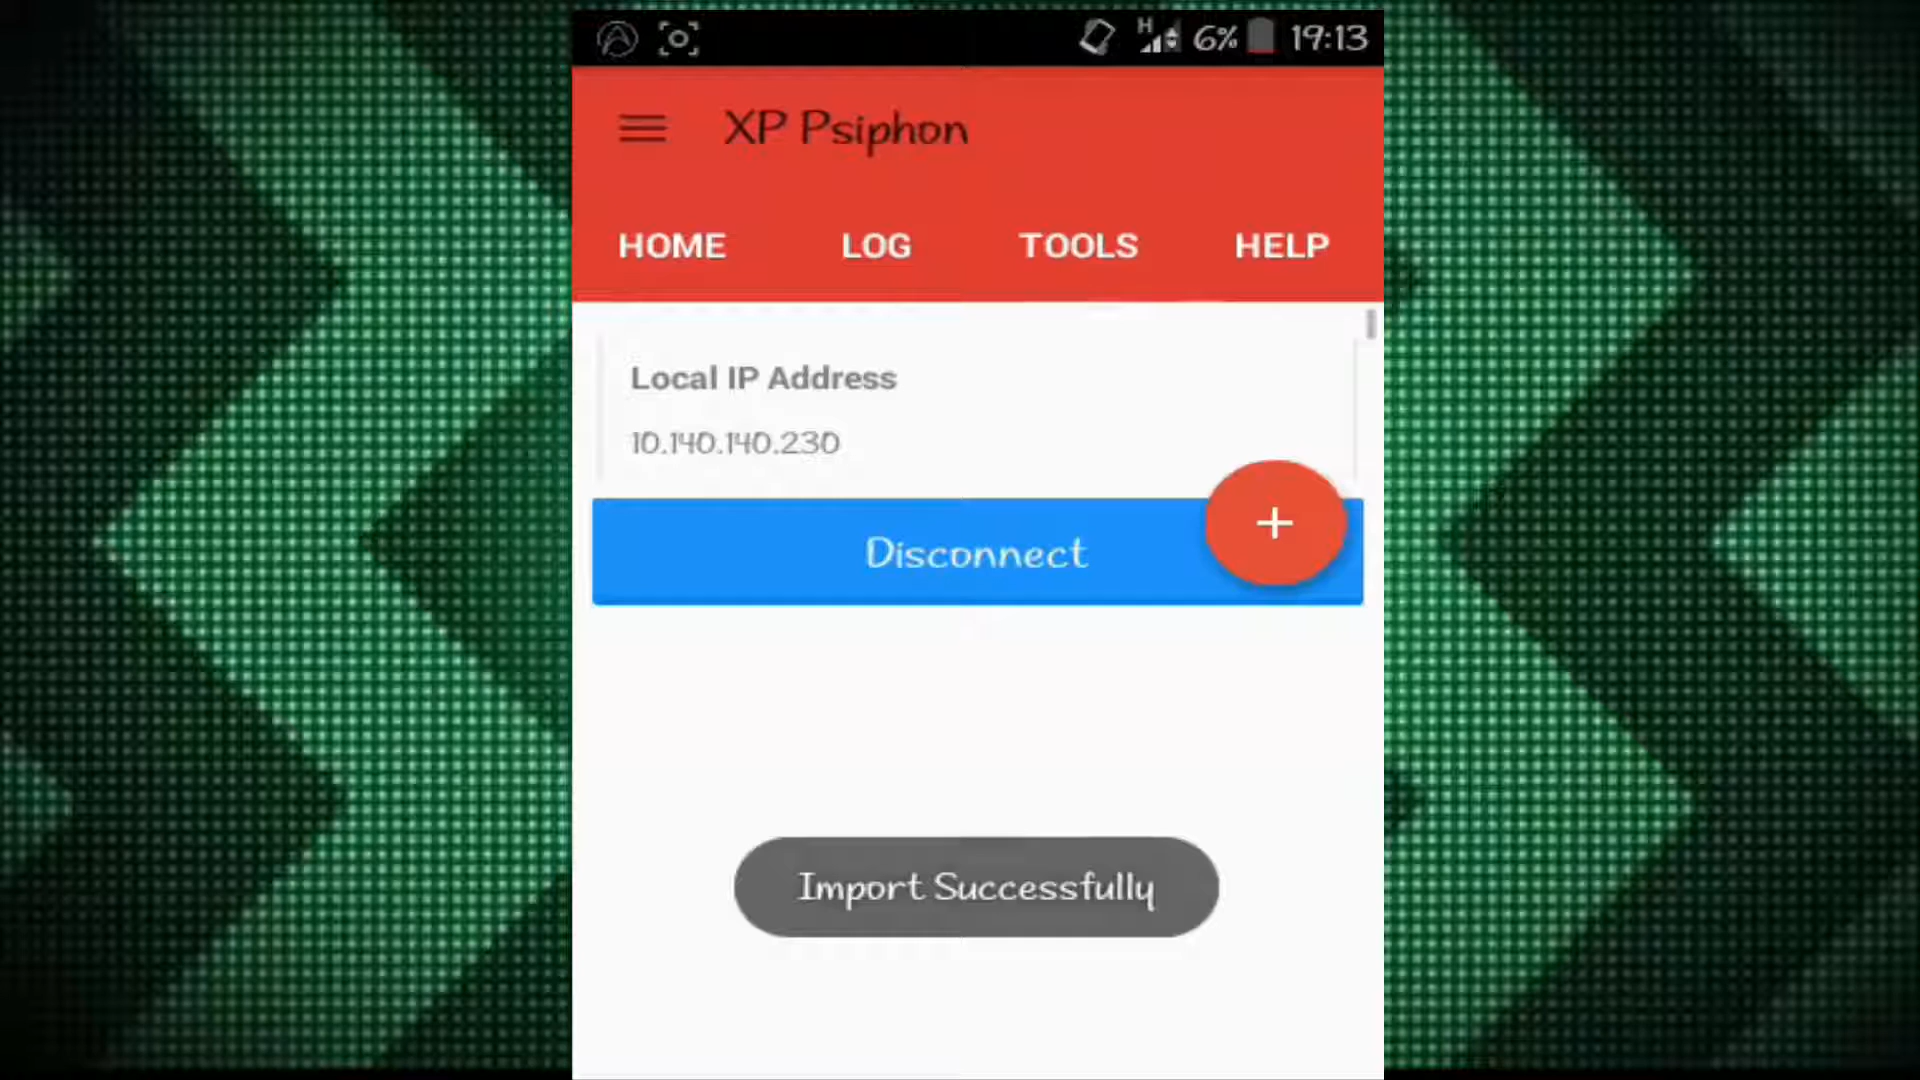 H 6% 19:13
XP Psiphon
HOME LOG TOOLS HELP
Local IP Address
10.140.140.230
Disconnect +
Import Successfully